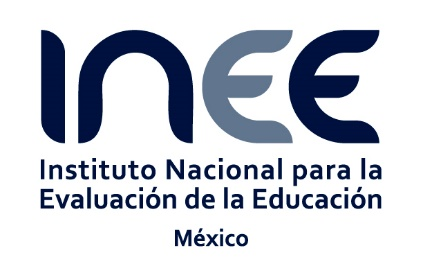 INEE
Instituto Nacional para la
Evaluación de la Educación
México